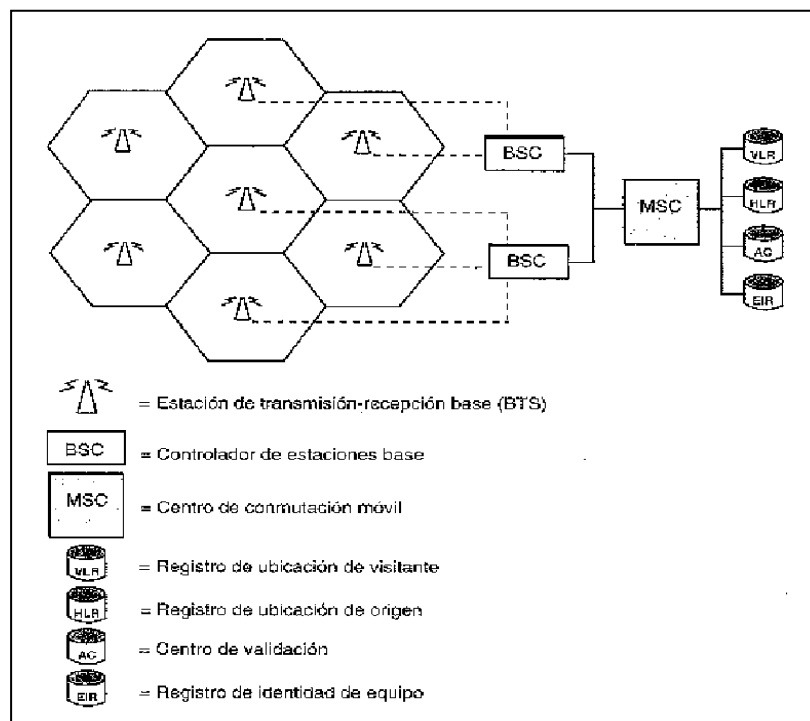 BSC
BSC
MSC
VLR
HLR
AC
EIR
= Estación de transmisión-recepción base (BTS)
BSC = Controlador de estaciones base
MSC = Centro de conmutación móvil
VLR = Registro de ubicación de visitante
HLR = Registro de ubicación de origen
AC = Centro de validación
EIR = Registro de identidad de equipo